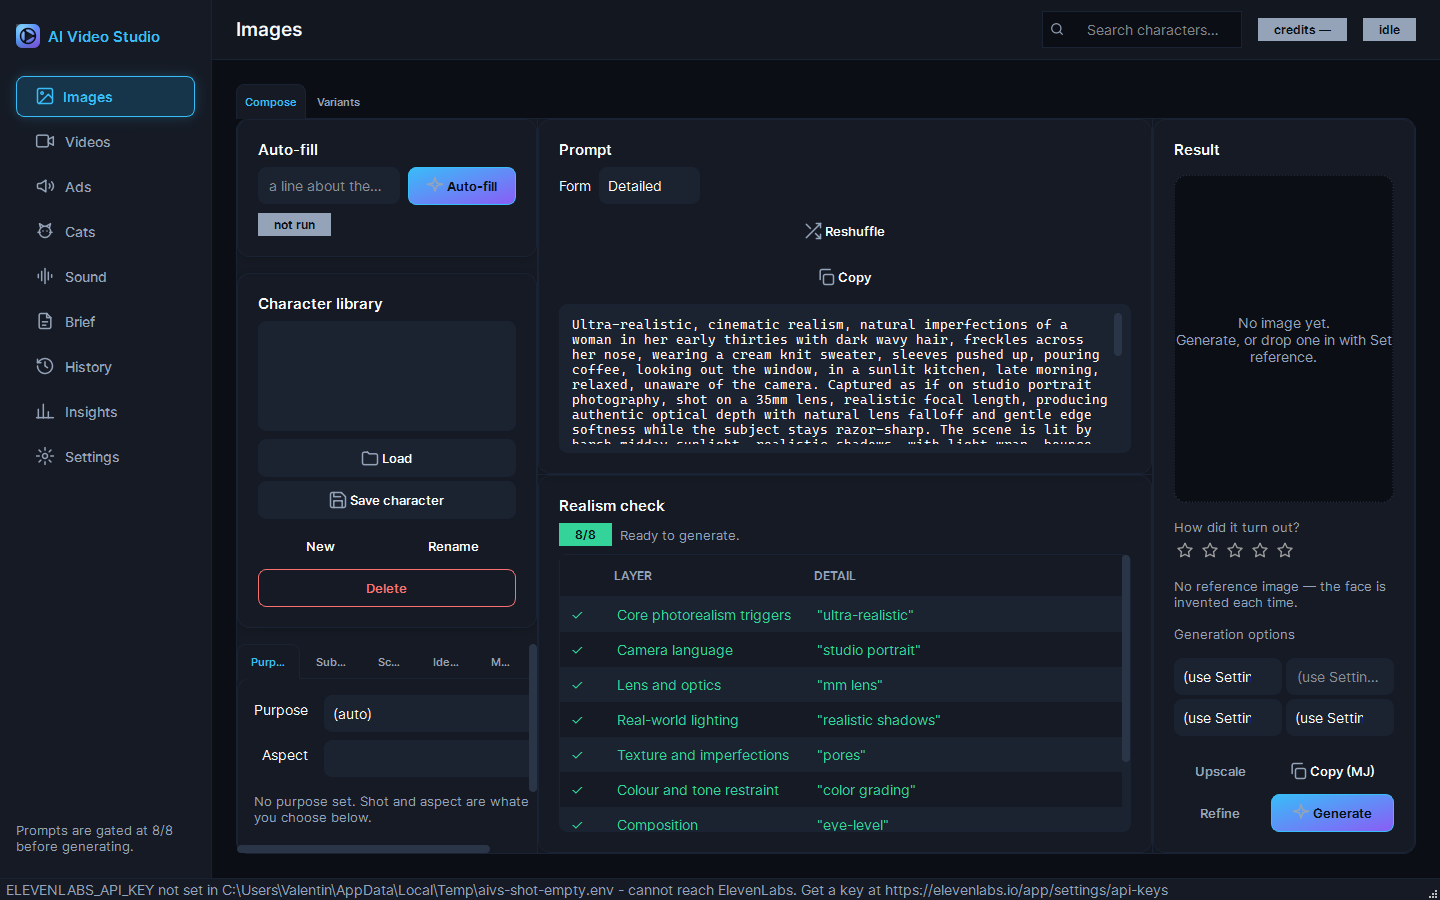 AI Video Studio
Images
Videos
Ads
Cats
Sound
Brief
History
Insights
Settings
Prompts are gated at 8/8
before generating.
Images
Search characters...
credits —
idle
Compose
Variants
Auto-fill
a line about the...
Auto-fill
not run
Character library
Load
Save character
New
Rename
Delete
Purp...
Sub...
Sc...
Ide...
M...
Purpose
(auto)
Aspect
No purpose set. Shot and aspect are whate
you choose below.
Prompt
Form
Detailed
Reshuffle
Copy
Ultra-realistic, cinematic realism, natural imperfections of a
woman in her early thirties with dark wavy hair, freckles across
her nose, wearing a cream knit sweater, sleeves pushed up, pouring
coffee, looking out the window, in a sunlit kitchen, late morning,
relaxed, unaware of the camera. Captured as if on studio portrait
photography, shot on a 35mm lens, realistic focal length, producing
authentic optical depth with natural lens falloff and gentle edge
softness while the subject stays razor-sharp. The scene is lit by
harsh midday sunlight, realistic shadows, with light wrap, bounce
Realism check
8/8
Ready to generate.
LAYER
DETAIL
Core photorealism triggers
"ultra-realistic"
Camera language
"studio portrait"
Lens and optics
"mm lens"
Real-world lighting
"realistic shadows"
Texture and imperfections
"pores"
Colour and tone restraint
"color grading"
Composition
"eye-level"
Result
No image yet.
Generate, or drop one in with Set
reference.
How did it turn out?
No reference image — the face is
invented each time.
Generation options
(use Settir
(use Settin...
(use Settir
(use Settir
Upscale
Copy (MJ)
Refine
Generate
ELEVENLABS_API_KEY not set in C:\Users\Valentin\AppData\Local\Temp\aivs-shot-empty.env - cannot reach ElevenLabs. Get a key at https://elevenlabs.io/app/settings/api-keys